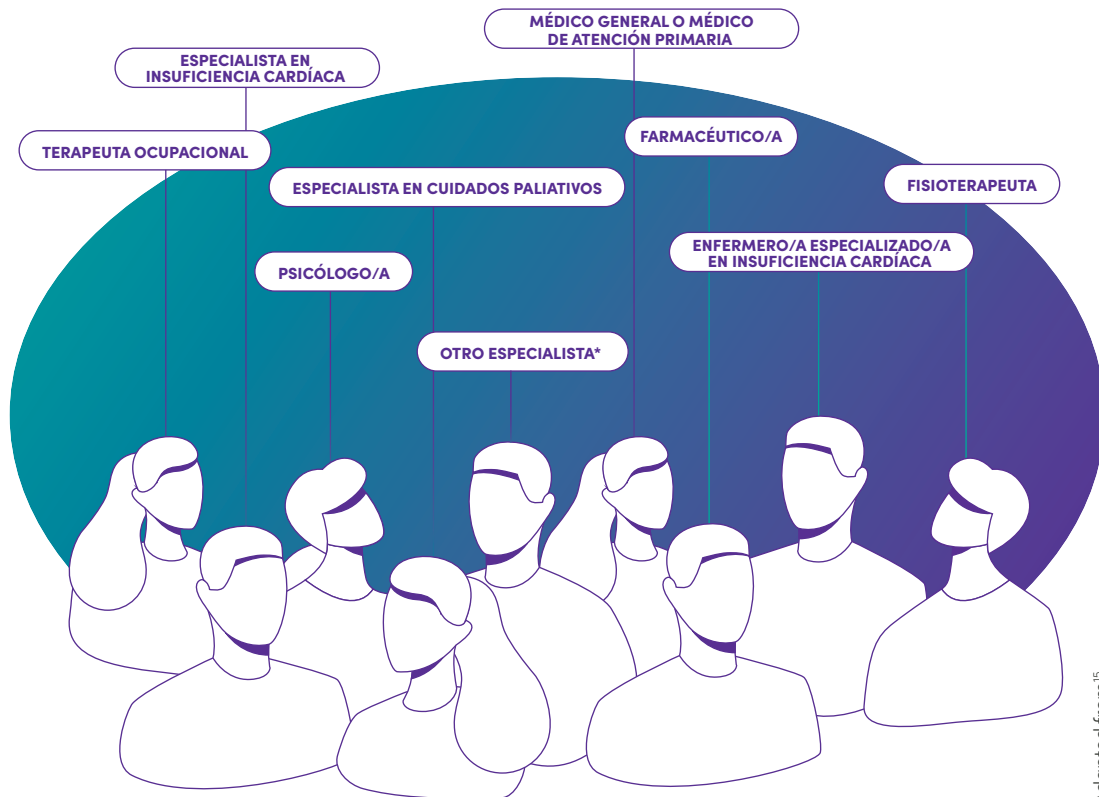 MÉDICO GENERAL O MÉDICO
DE ATENCIÓN PRIMARIA
ESPECIALISTA EN
INSUFICIENCIA CARDÍACA
FARMACÉUTICO/A
TERAPEUTA OCUPACIONAL
ESPECIALISTA EN CUIDADOS PALIATIVOS
FISIOTERAPEUTA
ENFERMERO/A ESPECIALIZADO/A
EN INSUFICIENCIA CARDÍACA
PSICÓLOGO/A
OTRO ESPECIALISTA*